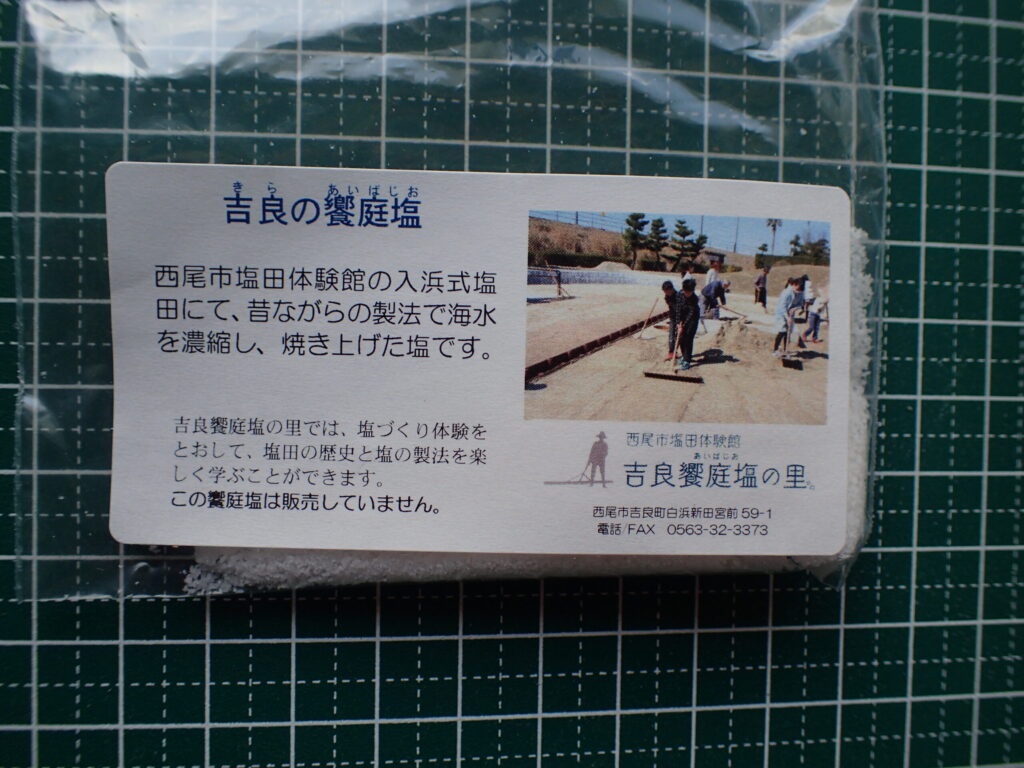 きら あいばじお
吉良の饗庭塩
西尾市塩田体験館の入浜式塩
田にて、昔ながらの製法で海水
を濃縮し、焼き上げた塩です。
吉良饗庭塩の里では、塩づくり体験を
とおして、塩田の歴史と塩の製法を楽
しく学ぶことができます。
この饗庭塩は販売していません。
西尾市塩田体験館
あいばじお
吉良饗庭塩の里。
西尾市吉良町白浜新田宮前59-1
電話/FAX 0563-32-3373